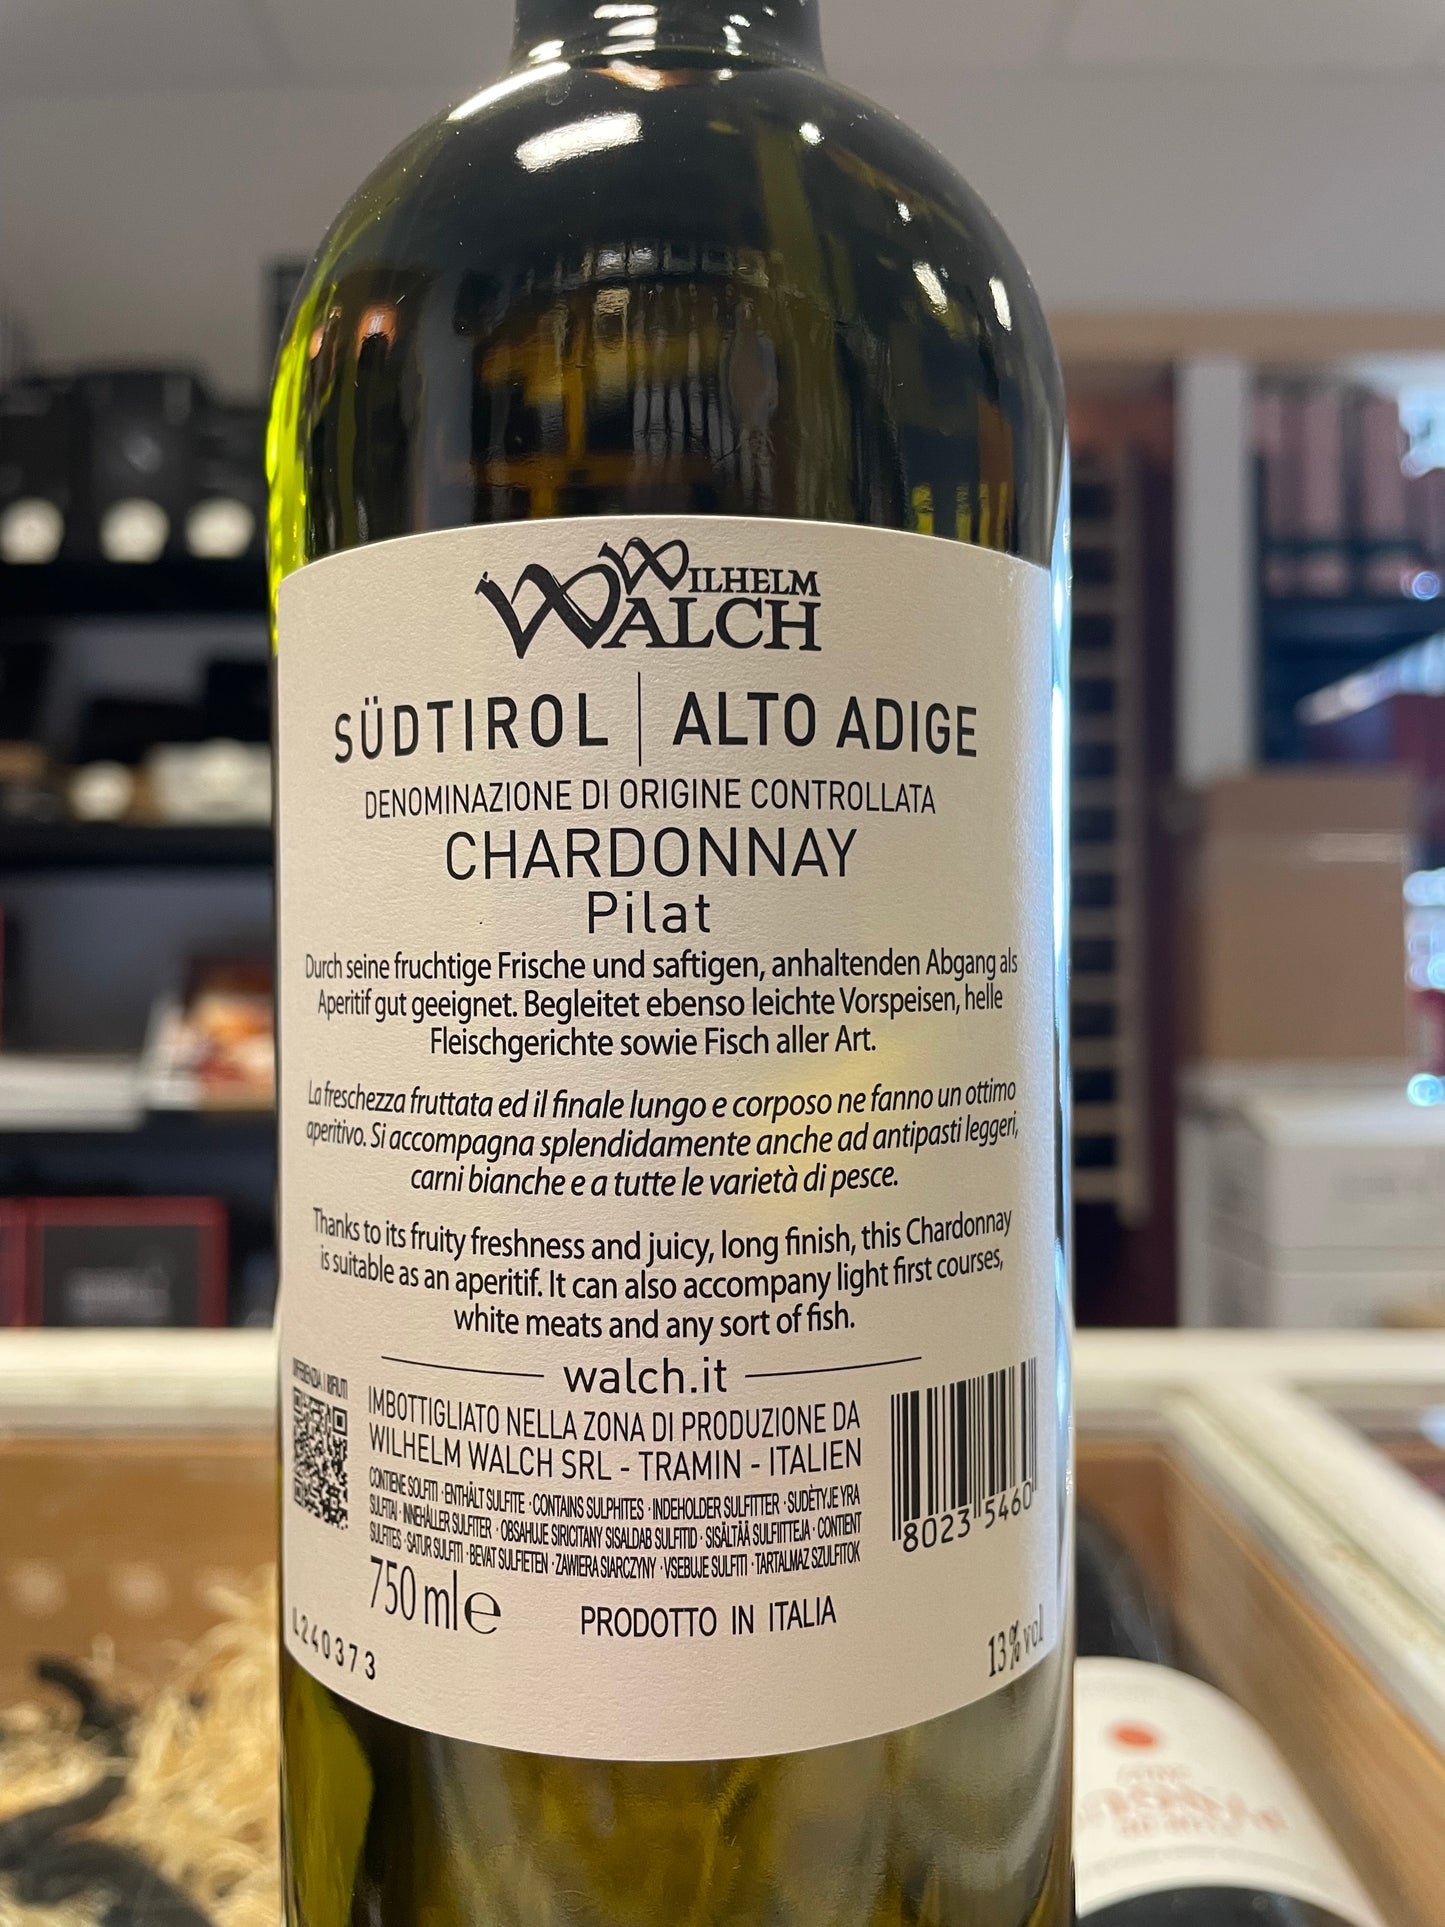 WILHELM
WALCH
SÜDTIROL | ALTO ADIGE
DENOMINAZIONE DI ORIGINE CONTROLLATA
CHARDONNAY
Pilat
Durch seine fruchtige Frische und saftigen, anhaltenden Abgang als
Aperitif gut geeignet. Begleitet ebenso leichte Vorspeisen, helle
Fleischgerichte sowie Fisch aller Art.
La freschezza fruttata ed il finale lungo e corposo ne fanno un ottimo
aperitivo. Si accompagna splendidamente anche ad antipasti leggeri,
carni bianche e a tutte le varietà di pesce.
Thanks to its fruity freshness and juicy, long finish, this Chardonnay
is suitable as an aperitif. It can also accompany light first courses,
white meats and any sort of fish.
walch.it
IMBOTTIGLIATO NELLA ZONA DI PRODUZIONE DA
WILHELM WALCH SRL - TRAMIN - ITALIEN
CONTIENE SOLFITI · ENTHÄLT SULFITE · CONTAINS SULPHITES · INDEHOLDER SULFITTER · SUDĖTYJE YRA
SULFITAI · INNEHÅLLER SULFITER · OBSAHUJE SIRICITANY SISALDAB SULFITID · SISÄLTÄÄ SULFIITTEJA · CONTIENT
SULFITES · SATUR SULFITI · BEVAT SULFIETEN · ZAWIERA SIARCZYNY · VSEBUJE SULFITI · TARTALMAZ SZULFITOK
8023 5460
750 ml e
PRODOTTO IN ITALIA
L240373
13% vol